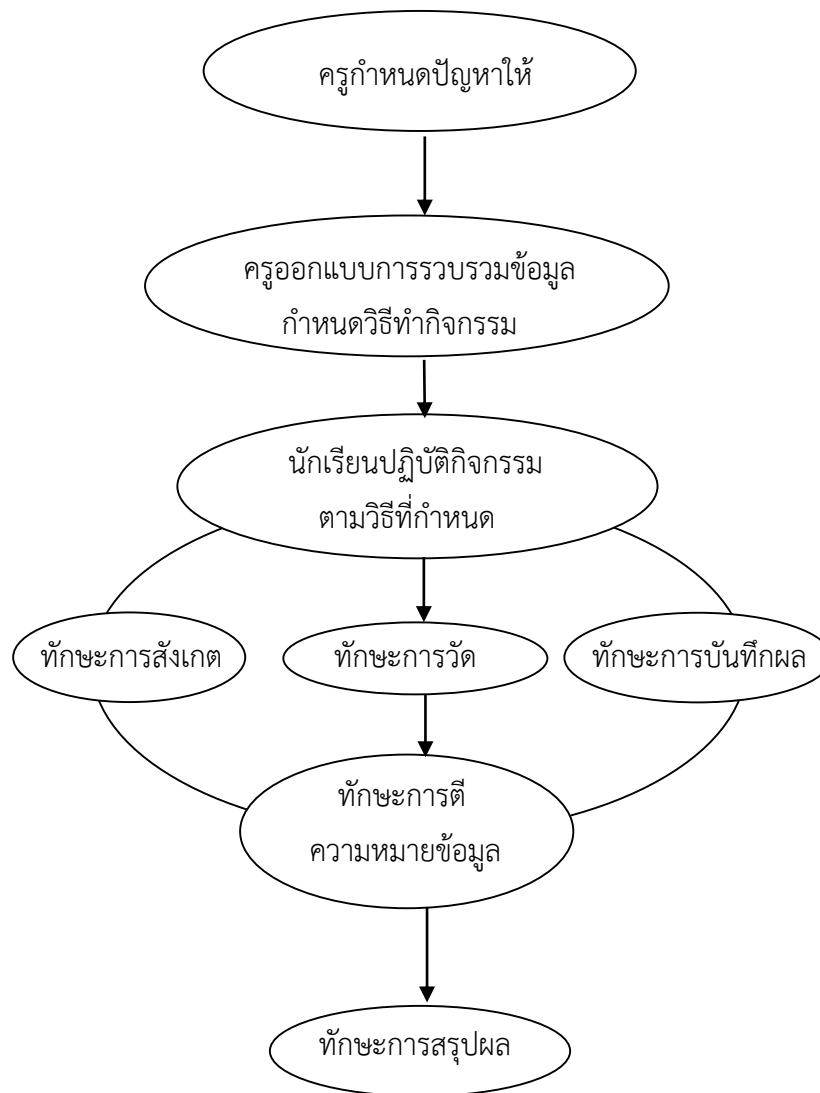 ครูกำหนดปัญหาให้
ครูออกแบบการรวบรวมข้อมูล
กำหนดวิธีทำกิจกรรม
นักเรียนปฏิบัติกิจกรรม
ตามวิธีที่กำหนด
ทักษะการสังเกต
ทักษะการวัด
ทักษะการบันทึกผล
ทักษะการตี
ความหมายข้อมูล
ทักษะการสรุปผล